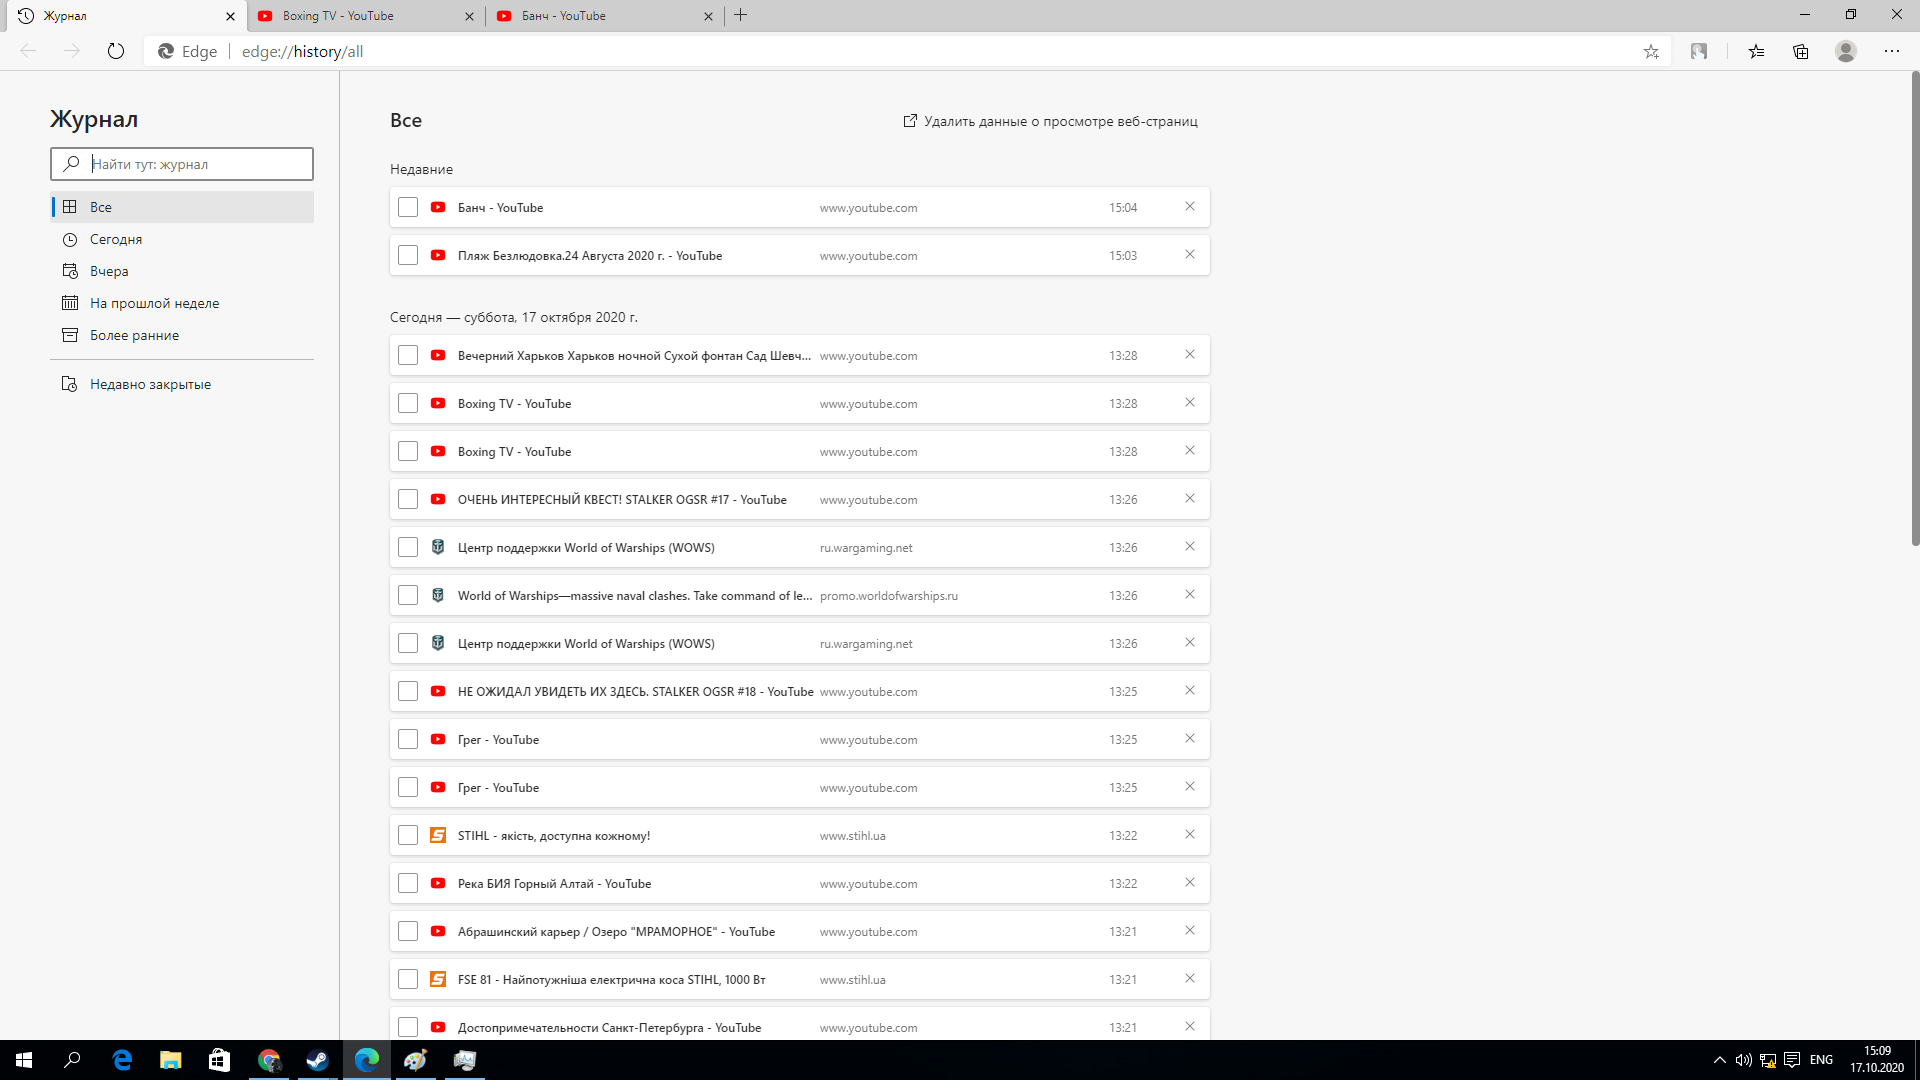 Журнал
Boxing TV - YouTube
Банч - YouTube
Edge
edge://history/all
Журнал
Найти тут: журнал
Все
Сегодня
Вчера
На прошлой неделе
Более ранние
Недавно закрытые
Все
Удалить данные о просмотре веб-страниц
Недавние
Банч - YouTube www.youtube.com 15:04
Пляж Безлюдовка.24 Августа 2020 г. - YouTube www.youtube.com 15:03
Сегодня — суббота, 17 октября 2020 г.
Вечерний Харьков Харьков ночной Сухой фонтан Сад Шевч... www.youtube.com 13:28
Boxing TV - YouTube www.youtube.com 13:28
Boxing TV - YouTube www.youtube.com 13:28
ОЧЕНЬ ИНТЕРЕСНЫЙ КВЕСТ! STALKER OGSR #17 - YouTube www.youtube.com 13:26
Центр поддержки World of Warships (WOWS) ru.wargaming.net 13:26
World of Warships—massive naval clashes. Take command of le... promo.worldofwarships.ru 13:26
Центр поддержки World of Warships (WOWS) ru.wargaming.net 13:26
НЕ ОЖИДАЛ УВИДЕТЬ ИХ ЗДЕСЬ. STALKER OGSR #18 - YouTube www.youtube.com 13:25
Грег - YouTube www.youtube.com 13:25
Грег - YouTube www.youtube.com 13:25
STIHL - якість, доступна кожному! www.stihl.ua 13:22
Река БИЯ Горный Алтай - YouTube www.youtube.com 13:22
Абрашинский карьер / Озеро "МРАМОРНОЕ" - YouTube www.youtube.com 13:21
FSE 81 - Найпотужніша електрична коса STIHL, 1000 Вт www.stihl.ua 13:21
Достопримечательности Санкт-Петербурга - YouTube www.youtube.com 13:21
ENG
15:09
17.10.2020